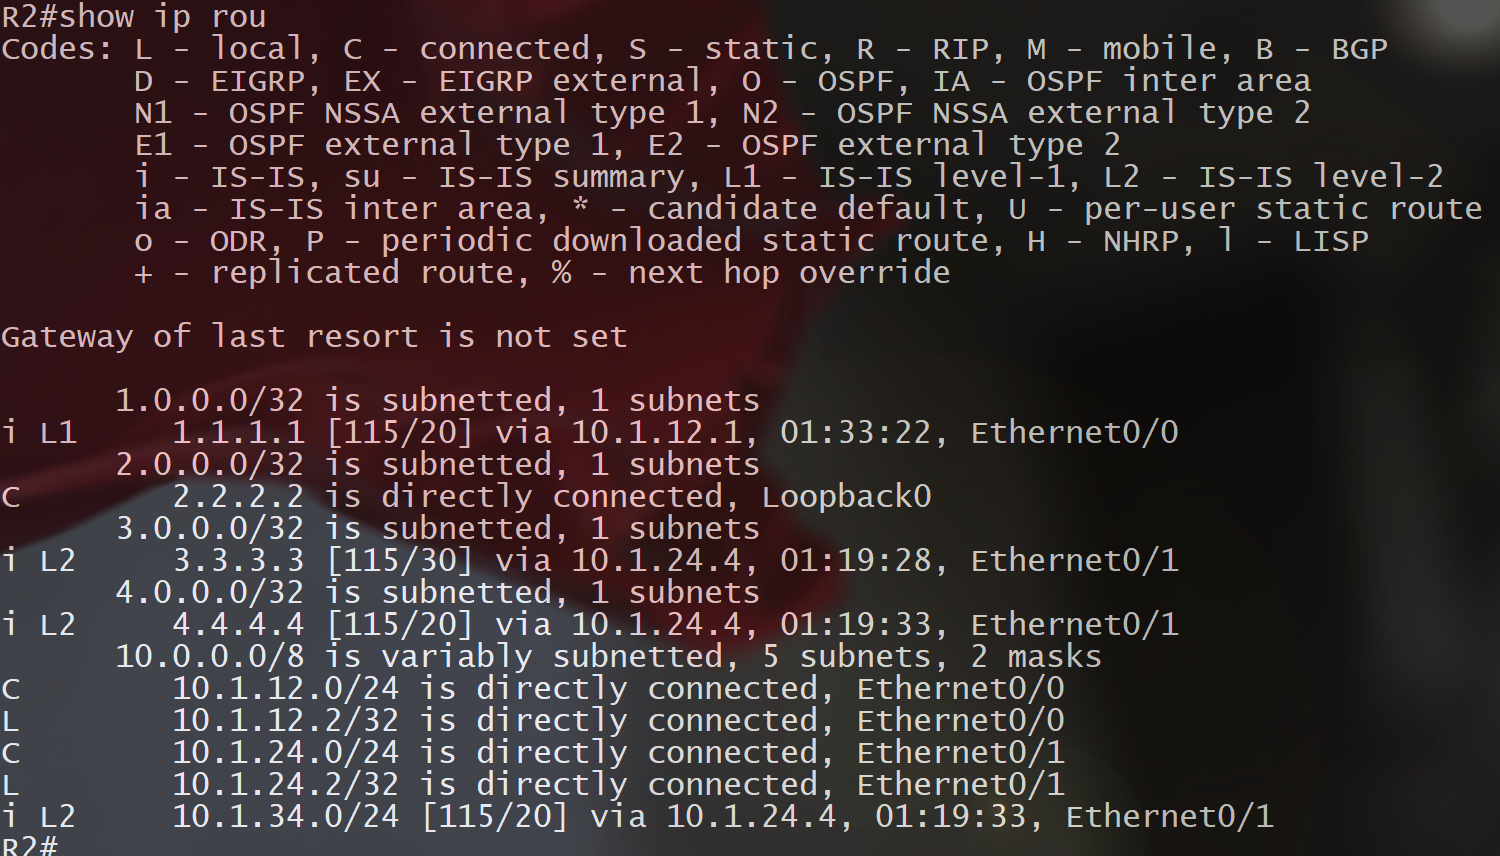 R2#show ip rou
Codes: L - local, C - connected, S - static, R - RIP, M - mobile, B - BGP
       D - EIGRP, EX - EIGRP external, O - OSPF, IA - OSPF inter area
       N1 - OSPF NSSA external type 1, N2 - OSPF NSSA external type 2
       E1 - OSPF external type 1, E2 - OSPF external type 2
       i - IS-IS, su - IS-IS summary, L1 - IS-IS level-1, L2 - IS-IS level-2
       ia - IS-IS inter area, * - candidate default, U - per-user static route
       o - ODR, P - periodic downloaded static route, H - NHRP, l - LISP
       + - replicated route, % - next hop override
Gateway of last resort is not set
      1.0.0.0/32 is subnetted, 1 subnets
i L1     1.1.1.1 [115/20] via 10.1.12.1, 01:33:22, Ethernet0/0
      2.0.0.0/32 is subnetted, 1 subnets
C        2.2.2.2 is directly connected, Loopback0
      3.0.0.0/32 is subnetted, 1 subnets
i L2     3.3.3.3 [115/30] via 10.1.24.4, 01:19:28, Ethernet0/1
      4.0.0.0/32 is subnetted, 1 subnets
i L2     4.4.4.4 [115/20] via 10.1.24.4, 01:19:33, Ethernet0/1
      10.0.0.0/8 is variably subnetted, 5 subnets, 2 masks
C        10.1.12.0/24 is directly connected, Ethernet0/0
L        10.1.12.2/32 is directly connected, Ethernet0/0
C        10.1.24.0/24 is directly connected, Ethernet0/1
L        10.1.24.2/32 is directly connected, Ethernet0/1
i L2     10.1.34.0/24 [115/20] via 10.1.24.4, 01:19:33, Ethernet0/1
R2#